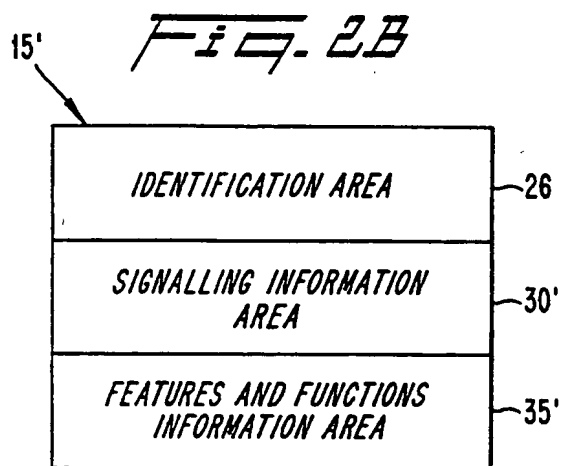 Fig. 2B
15'
IDENTIFICATION AREA
26
SIGNALLING INFORMATION
AREA
30'
FEATURES AND FUNCTIONS
INFORMATION AREA
35'